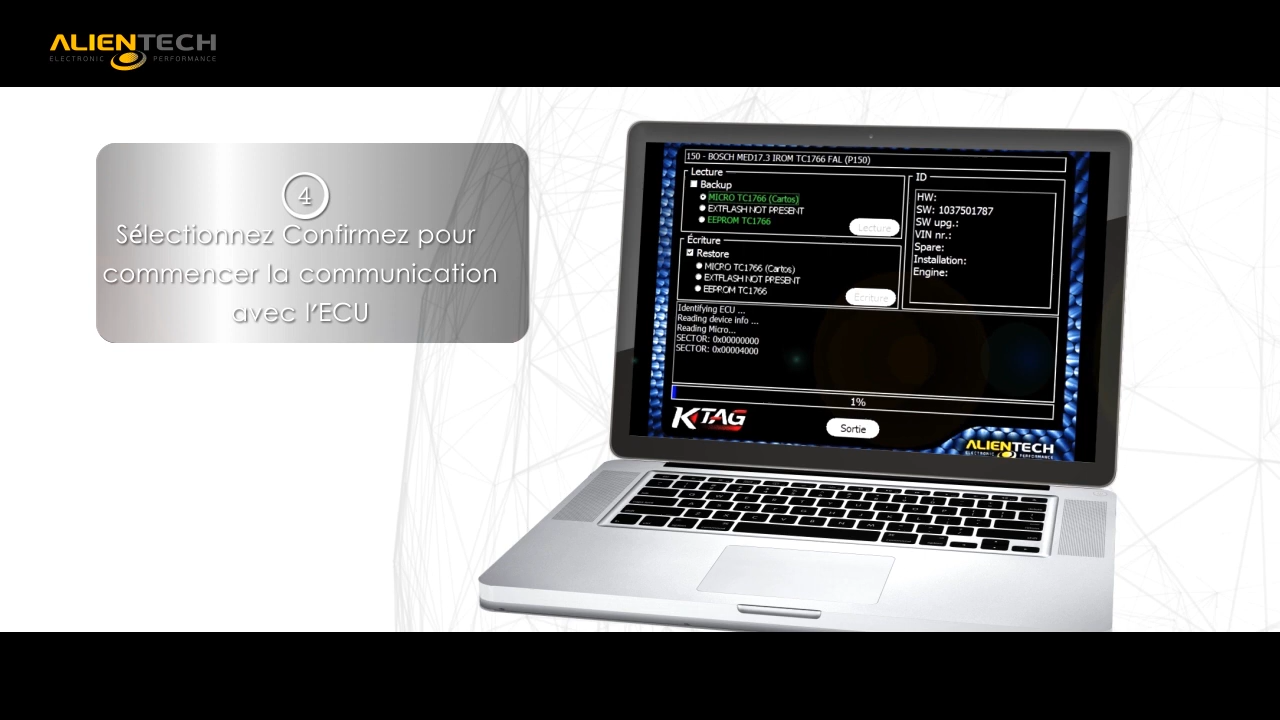 ALIENTECH
ELECTRONIC PERFORMANCE
4
Sélectionnez Confirmez pour
commencer la communication
avec l'ECU
150 - BOSCH MED17.3 IROM TC1766 FAL (P150)
Lecture
Backup
MICRO TC1766 (Cartos)
EXTFLASH NOT PRESENT
EEPROM TC1766
Lecture
Écriture
Restore
MICRO TC1766 (Cartos)
EXTFLASH NOT PRESENT
EEPROM TC1766
Écriture
ID
HW:
SW: 1037501787
SW upg.:
VIN nr.:
Spare:
Installation:
Engine:
Identifying ECU ...
Reading device info ...
Reading Micro...
SECTOR: 0x00000000
SECTOR: 0x00004000
1%
KTAG
Sortie
ALIENTECH
ELECTRONIC PERFORMANCE